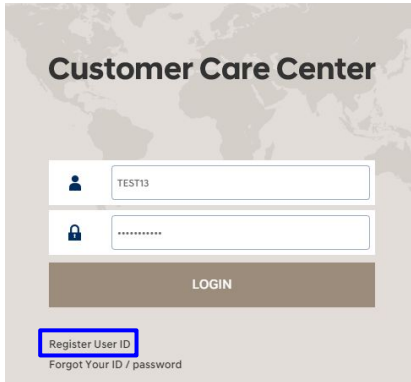 Customer Care Center
TEST13
•••••••••••
LOGIN
Register User ID
Forgot Your ID / password